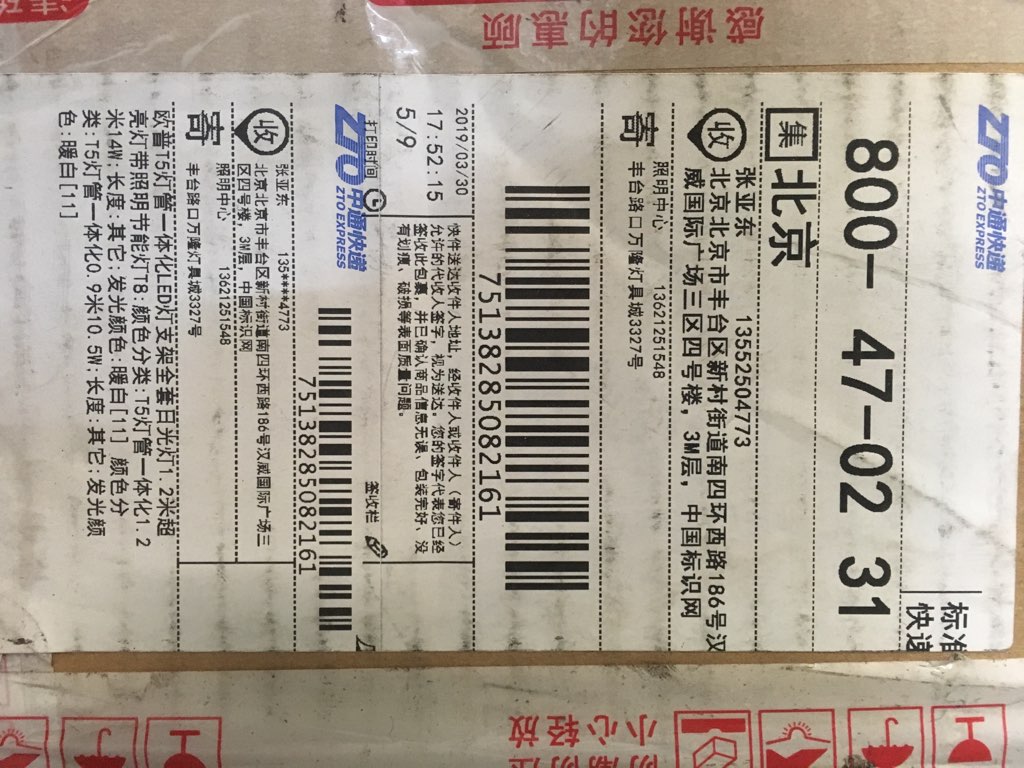 感谢您的惠顾
ZTO中通快递
ZTO EXPRESS
标准
快递
800- 47-02 31
集 北京
收
张亚东 13552504773
北京北京市丰台区新村街道南四环西路186号汉
威国际广场三区四号楼，3M层，中国标识网
寄
照明中心 13621251548
丰台路口万隆灯具城3327号
75138285082161
2019/03/30
17:52:15
5/9
打印时间
快件送达收件人地址，经收件人或收件人（寄件人）
允许的代收人签字，视为送达，您的签字代表您已经
签收此包裹，并已确认商品信息无误、包装完好、没
有划痕、破损等表面质量问题。
签收栏
ZTO中通快递
ZTO EXPRESS
75138285082161
收
张亚东 135****4773
北京北京市丰台区新村街道南四环西路186号汉威国际广场三
区四号楼，3M层，中国标识网
寄
照明中心 13621251548
丰台路口万隆灯具城3327号
欧普T5灯管一体化LED灯支架全套日光灯1.2米超
亮灯带照明节能灯T8:颜色分类:T5灯管一体化1.2
米14W:长度:其它:发光颜色:暖白[11] 颜色分
类:T5灯管一体化0.9米10.5W:长度:其它:发光颜
色:暖白[11]
小心轻放